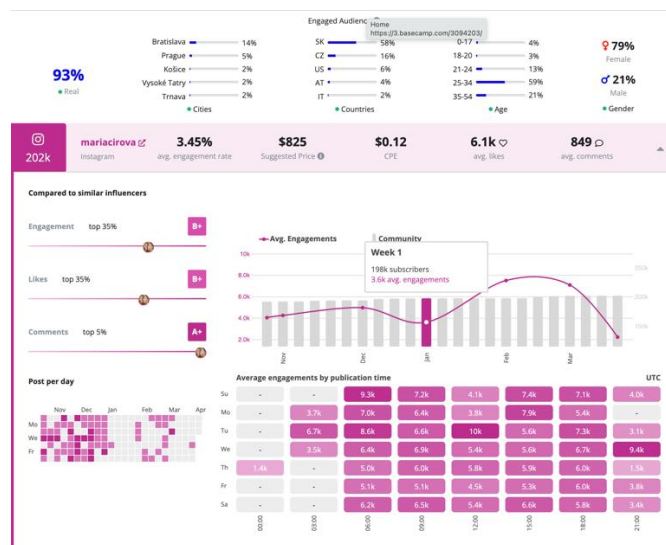 Engaged Audience
Home
https://3.basecamp.com/3094203/
93%
Real
Bratislava 14%
Prague 5%
Košice 2%
Vysoké Tatry 2%
Trnava 2%
Cities
SK 58%
CZ 16%
US 6%
AT 4%
IT 2%
Countries
0-17 4%
18-20 3%
21-24 13%
25-34 59%
35-54 21%
Age
79%
Female
21%
Male
Gender
202k
mariacirova
Instagram
3.45%
avg. engagement rate
$825
Suggested Price
$0.12
CPE
6.1k
avg. likes
849
avg. comments
Compared to similar influencers
Engagement top 35% B+
Likes top 35% B+
Comments top 5% A+
Avg. Engagements Community
Week 1
198k subscribers
3.6k avg. engagements
10k
8.0k
6.0k
4.0k
2.0k
350k
300k
150k
Nov Dec Jan Feb Mar
Post per day
Nov Dec Jan Feb Mar Apr
Mo
We
Fr
Average engagements by publication time UTC
Su - - 9.3k 7.2k 4.1k 7.4k 7.1k 4.0k
Mo - 3.7k 7.0k 6.4k 3.8k 7.9k 5.4k -
Tu - 6.7k 8.6k 6.6k 10k 5.6k 7.3k 3.1k
We - 3.5k 6.4k 6.9k 5.4k 5.6k 6.7k 9.4k
Th 1.4k - 5.0k 6.0k 5.8k 5.9k 6.0k 1.5k
Fr - - 5.1k 5.1k 4.5k 5.3k 6.0k 3.8k
Sa - - 6.2k 6.5k 5.4k 6.6k 5.8k 3.4k
00:00 03:00 06:00 09:00 12:00 15:00 18:00 21:00